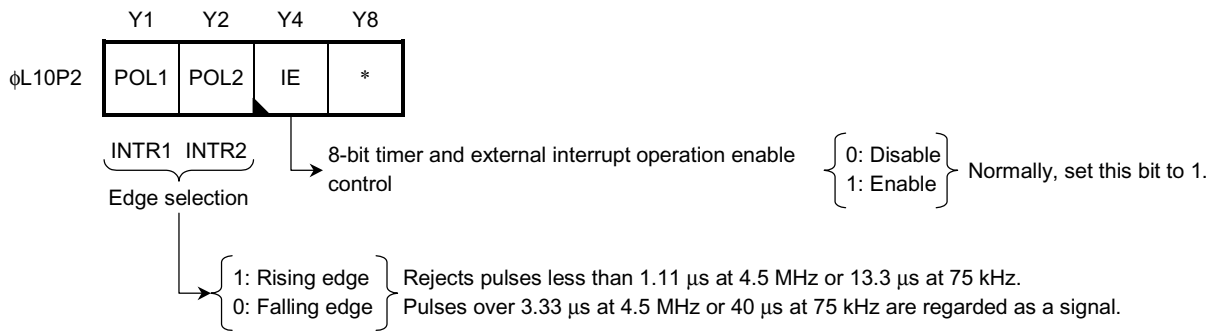 Y1 Y2 Y4 Y8
ϕL10P2 POL1 POL2 IE *
INTR1 INTR2
Edge selection
8-bit timer and external interrupt operation enable
control
0: Disable
1: Enable
Normally, set this bit to 1.
1: Rising edge
0: Falling edge
Rejects pulses less than 1.11 μs at 4.5 MHz or 13.3 μs at 75 kHz.
Pulses over 3.33 μs at 4.5 MHz or 40 μs at 75 kHz are regarded as a signal.